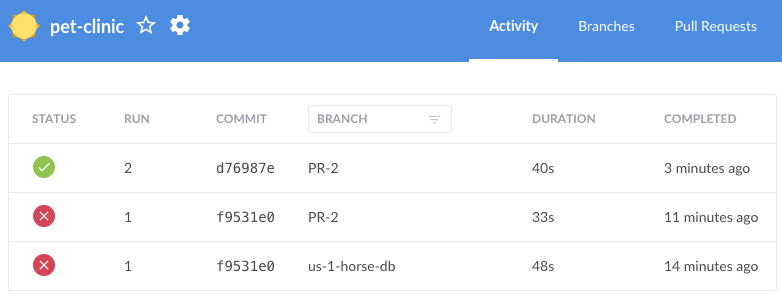 pet-clinic Activity Branches Pull Requests
STATUS RUN COMMIT BRANCH DURATION COMPLETED
2 d76987e PR-2 40s 3 minutes ago
1 f9531e0 PR-2 33s 11 minutes ago
1 f9531e0 us-1-horse-db 48s 14 minutes ago